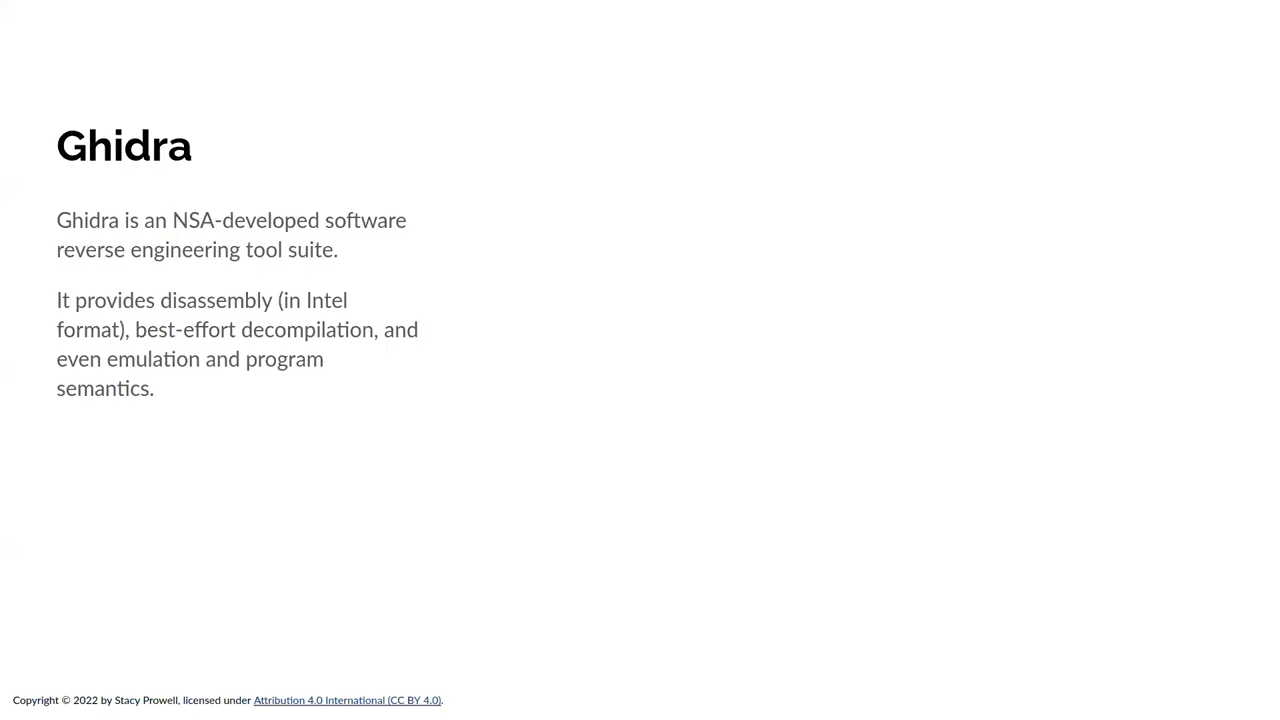 Ghidra
Ghidra is an NSA-developed software
reverse engineering tool suite.
It provides disassembly (in Intel
format), best-effort decompilation, and
even emulation and program
semantics.
Copyright © 2022 by Stacy Prowell, licensed under Attribution 4.0 International (CC BY 4.0).